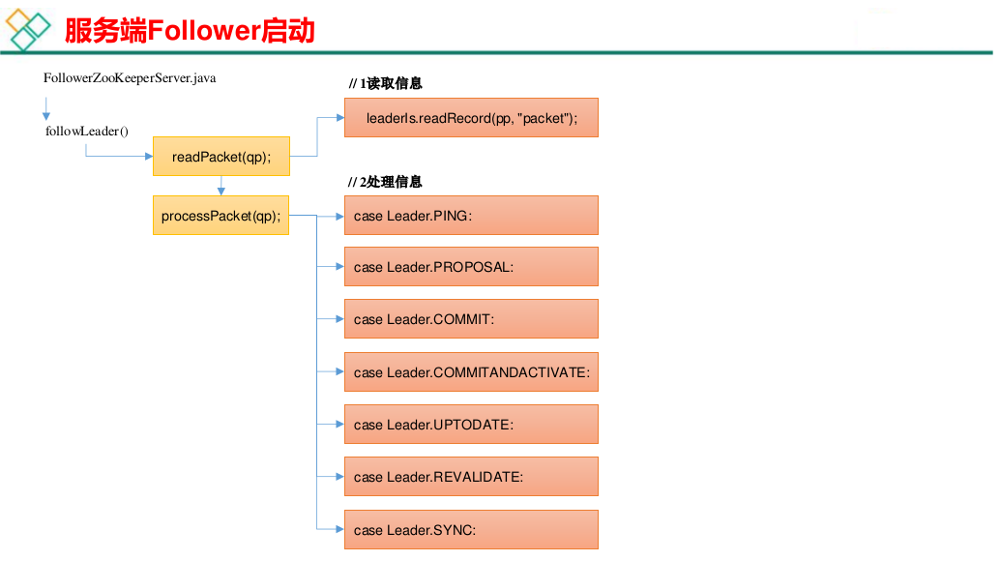 服务端Follower启动
FollowerZooKeeperServer.java
followLeader()
readPacket(qp);
processPacket(qp);
// 1读取信息
leaderIs.readRecord(pp, "packet");
// 2处理信息
case Leader.PING:
case Leader.PROPOSAL:
case Leader.COMMIT:
case Leader.COMMITANDACTIVATE:
case Leader.UPTODATE:
case Leader.REVALIDATE:
case Leader.SYNC: